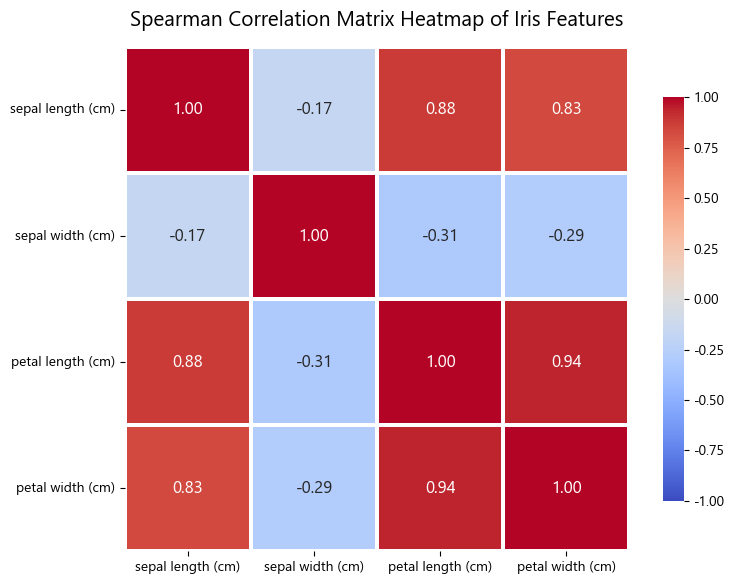 Spearman Correlation Matrix Heatmap of Iris Features
sepal length (cm) 1.00 -0.17 0.88 0.83
sepal width (cm) -0.17 1.00 -0.31 -0.29
petal length (cm) 0.88 -0.31 1.00 0.94
petal width (cm) 0.83 -0.29 0.94 1.00
sepal length (cm) sepal width (cm) petal length (cm) petal width (cm)
1.00
0.75
0.50
0.25
0.00
-0.25
-0.50
-0.75
-1.00